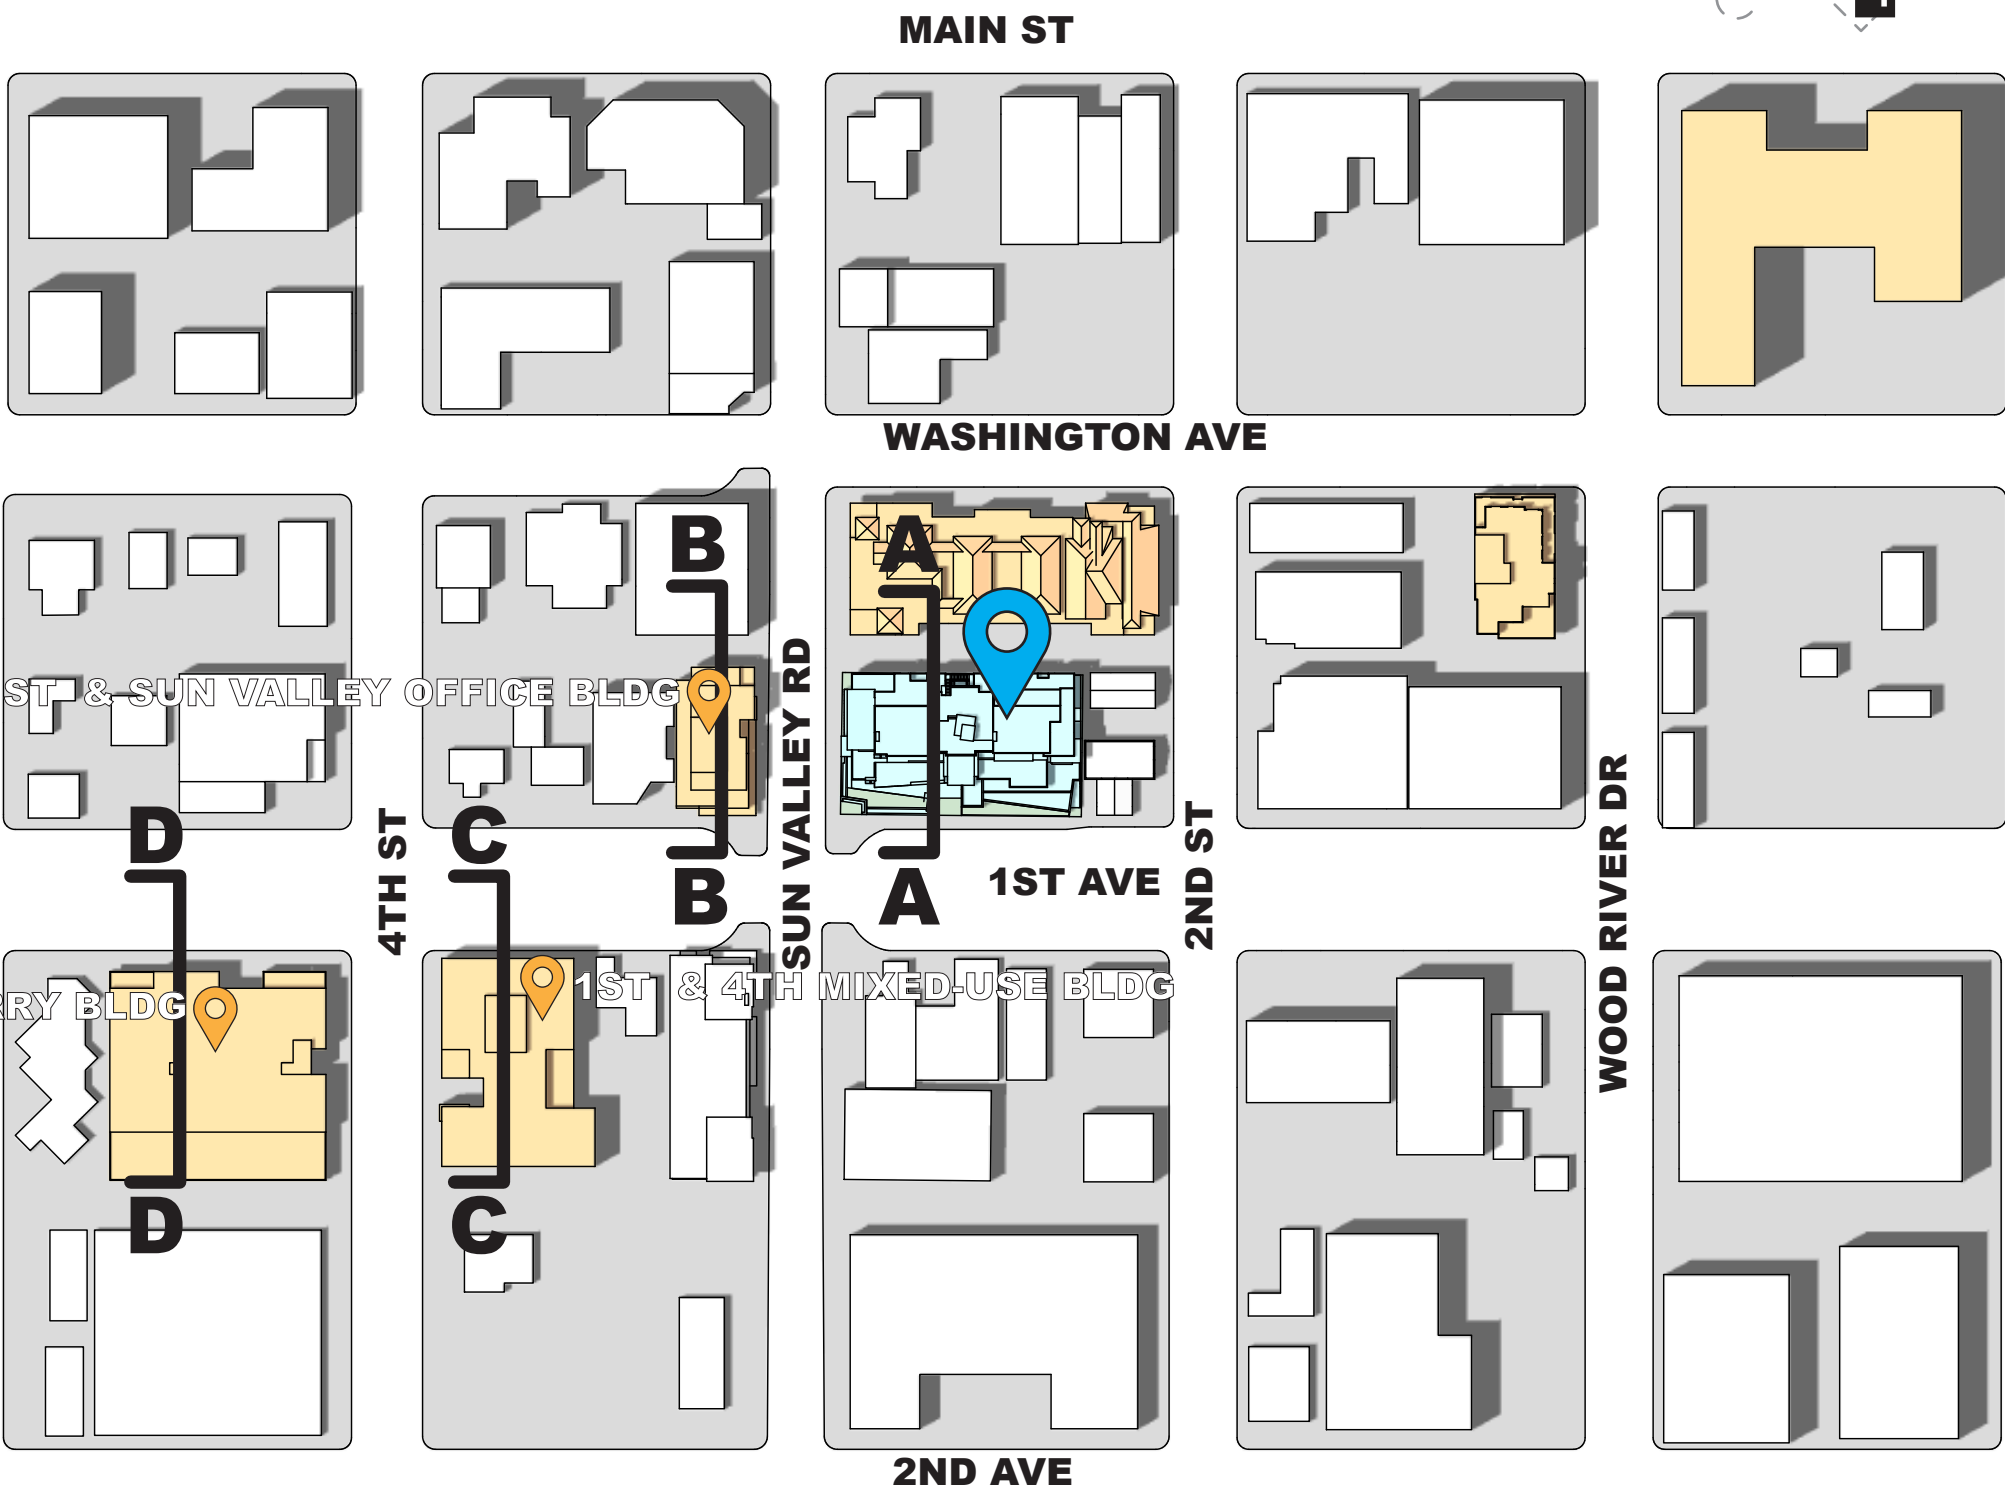 MAIN ST
WASHINGTON AVE
B
A
ST & SUN VALLEY OFFICE BLDG
SUN VALLEY RD
D
4TH ST
C
B
A
1ST AVE
2ND ST
WOOD RIVER DR
RRY BLDG
1ST & 4TH MIXED-USE BLDG
D
C
2ND AVE